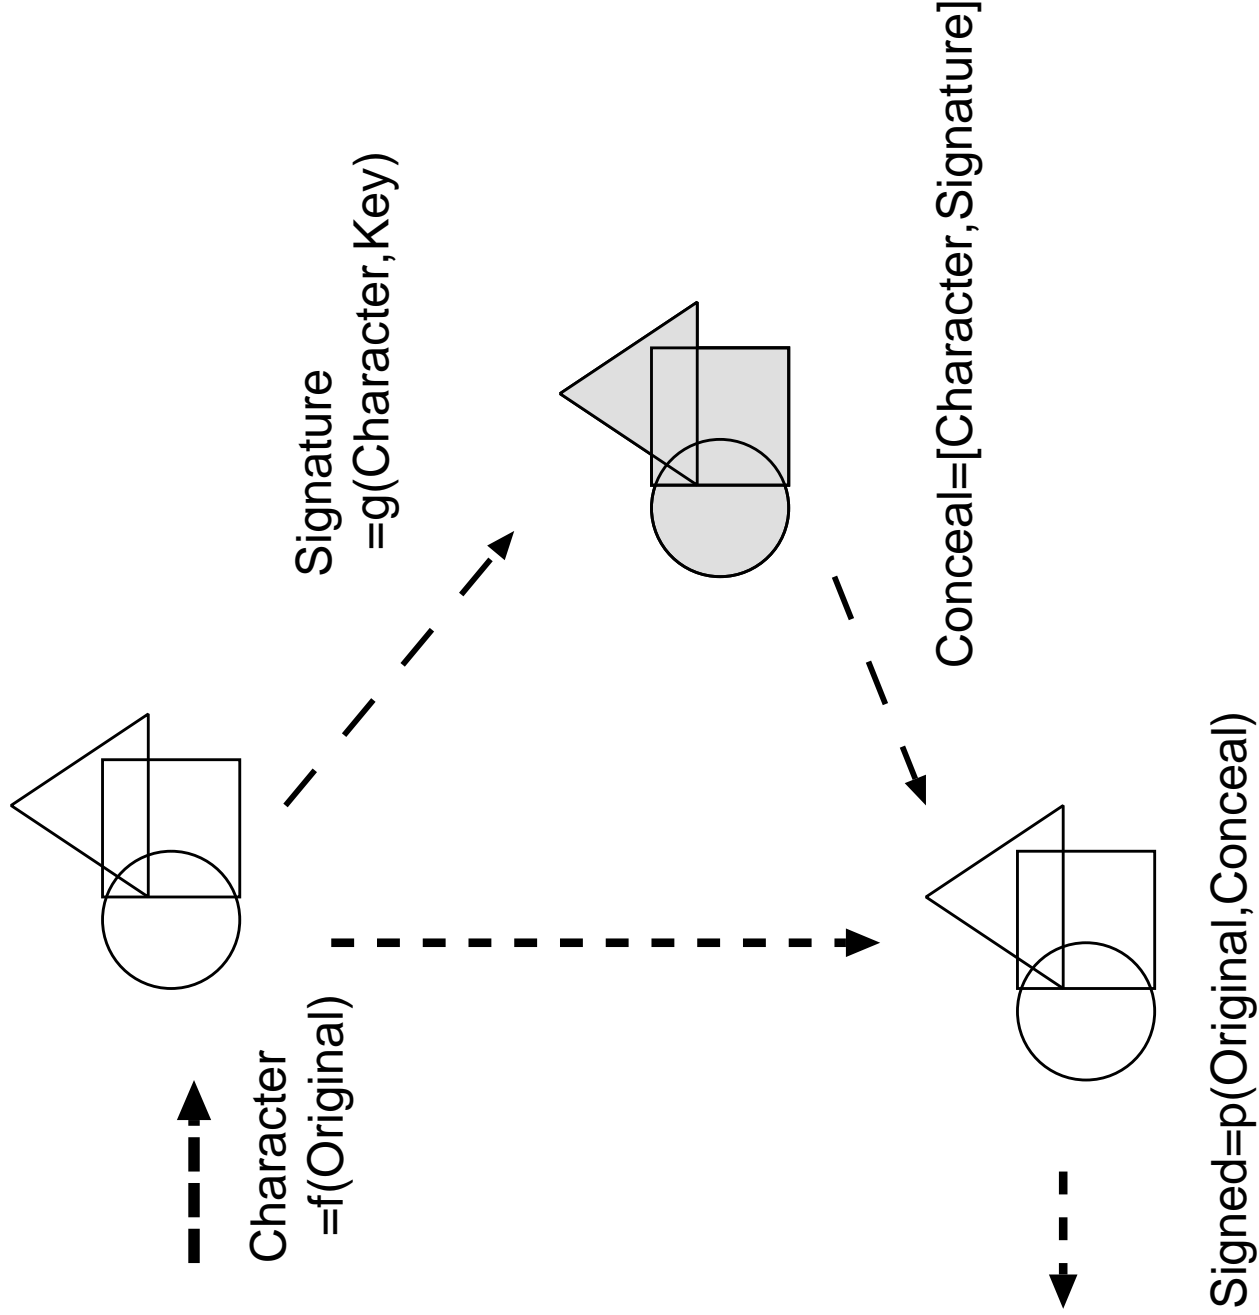 Character
=f(Original)
Signature
=g(Character,Key)
Conceal=[Character,Signature]
Signed=p(Original,Conceal)